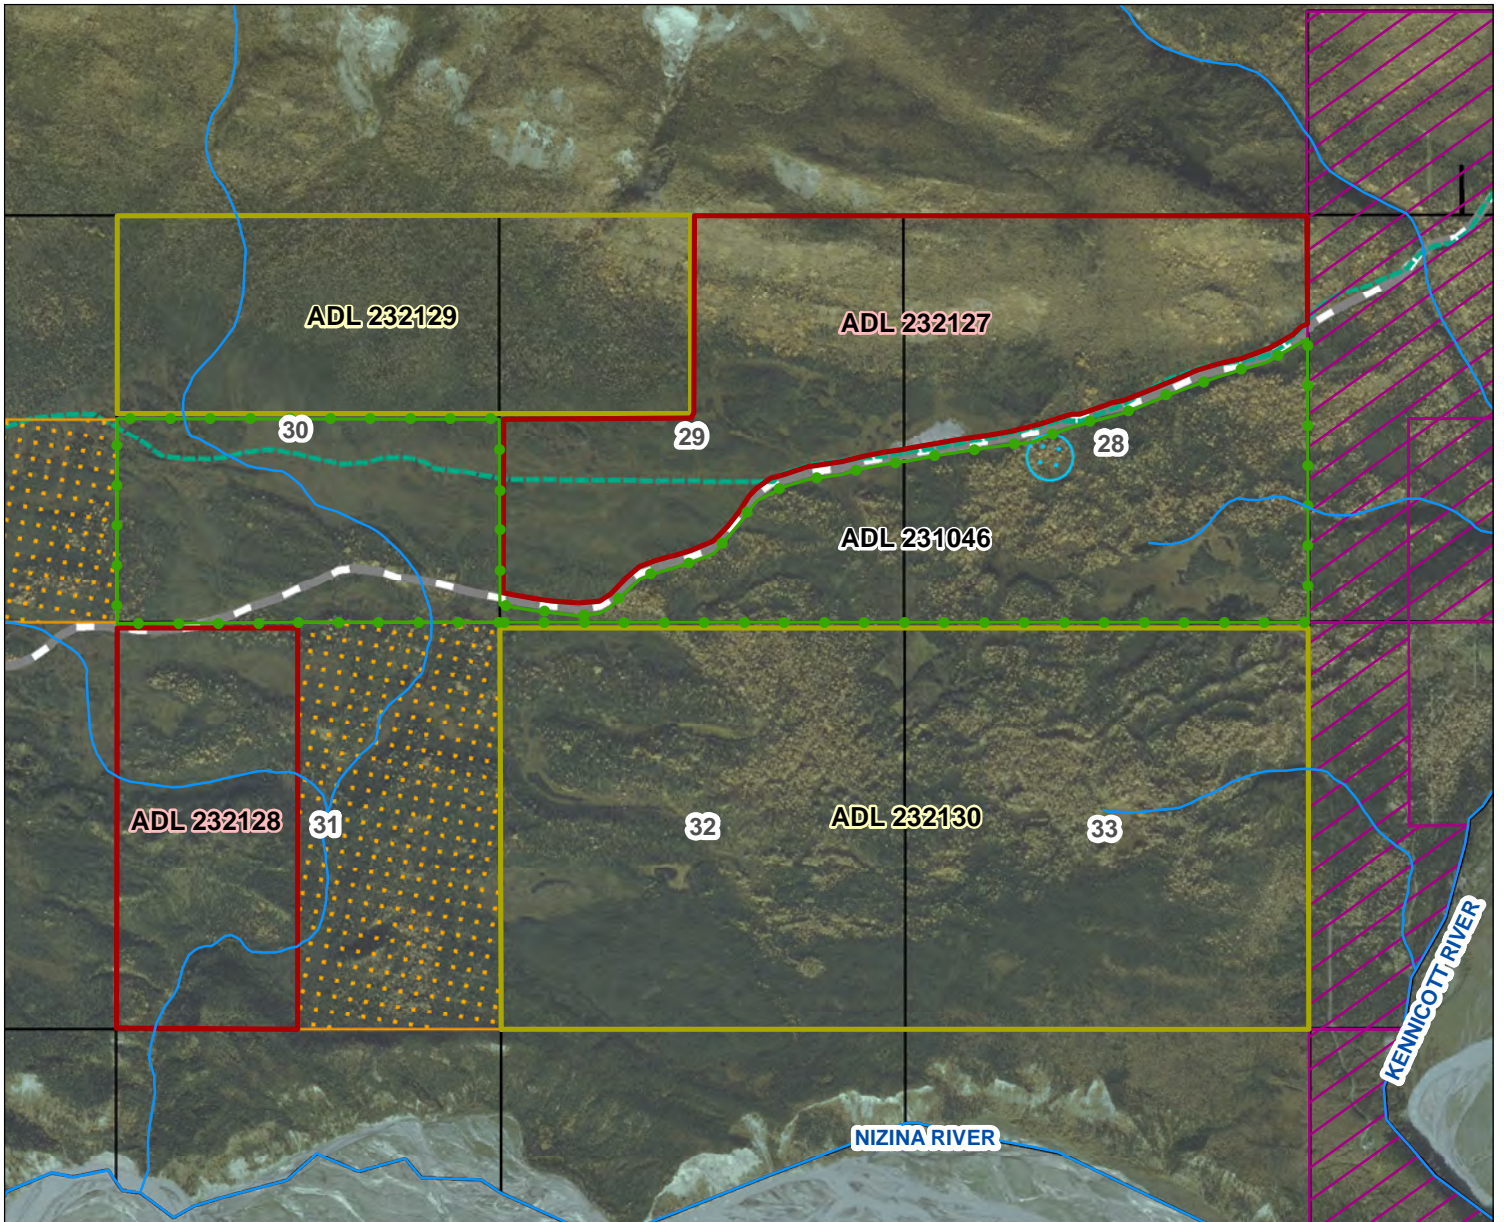 ADL 232129
ADL 232127
30
29
28
ADL 231046
ADL 232128
31
32
ADL 232130
33
KENNICOTT RIVER
NIZINA RIVER